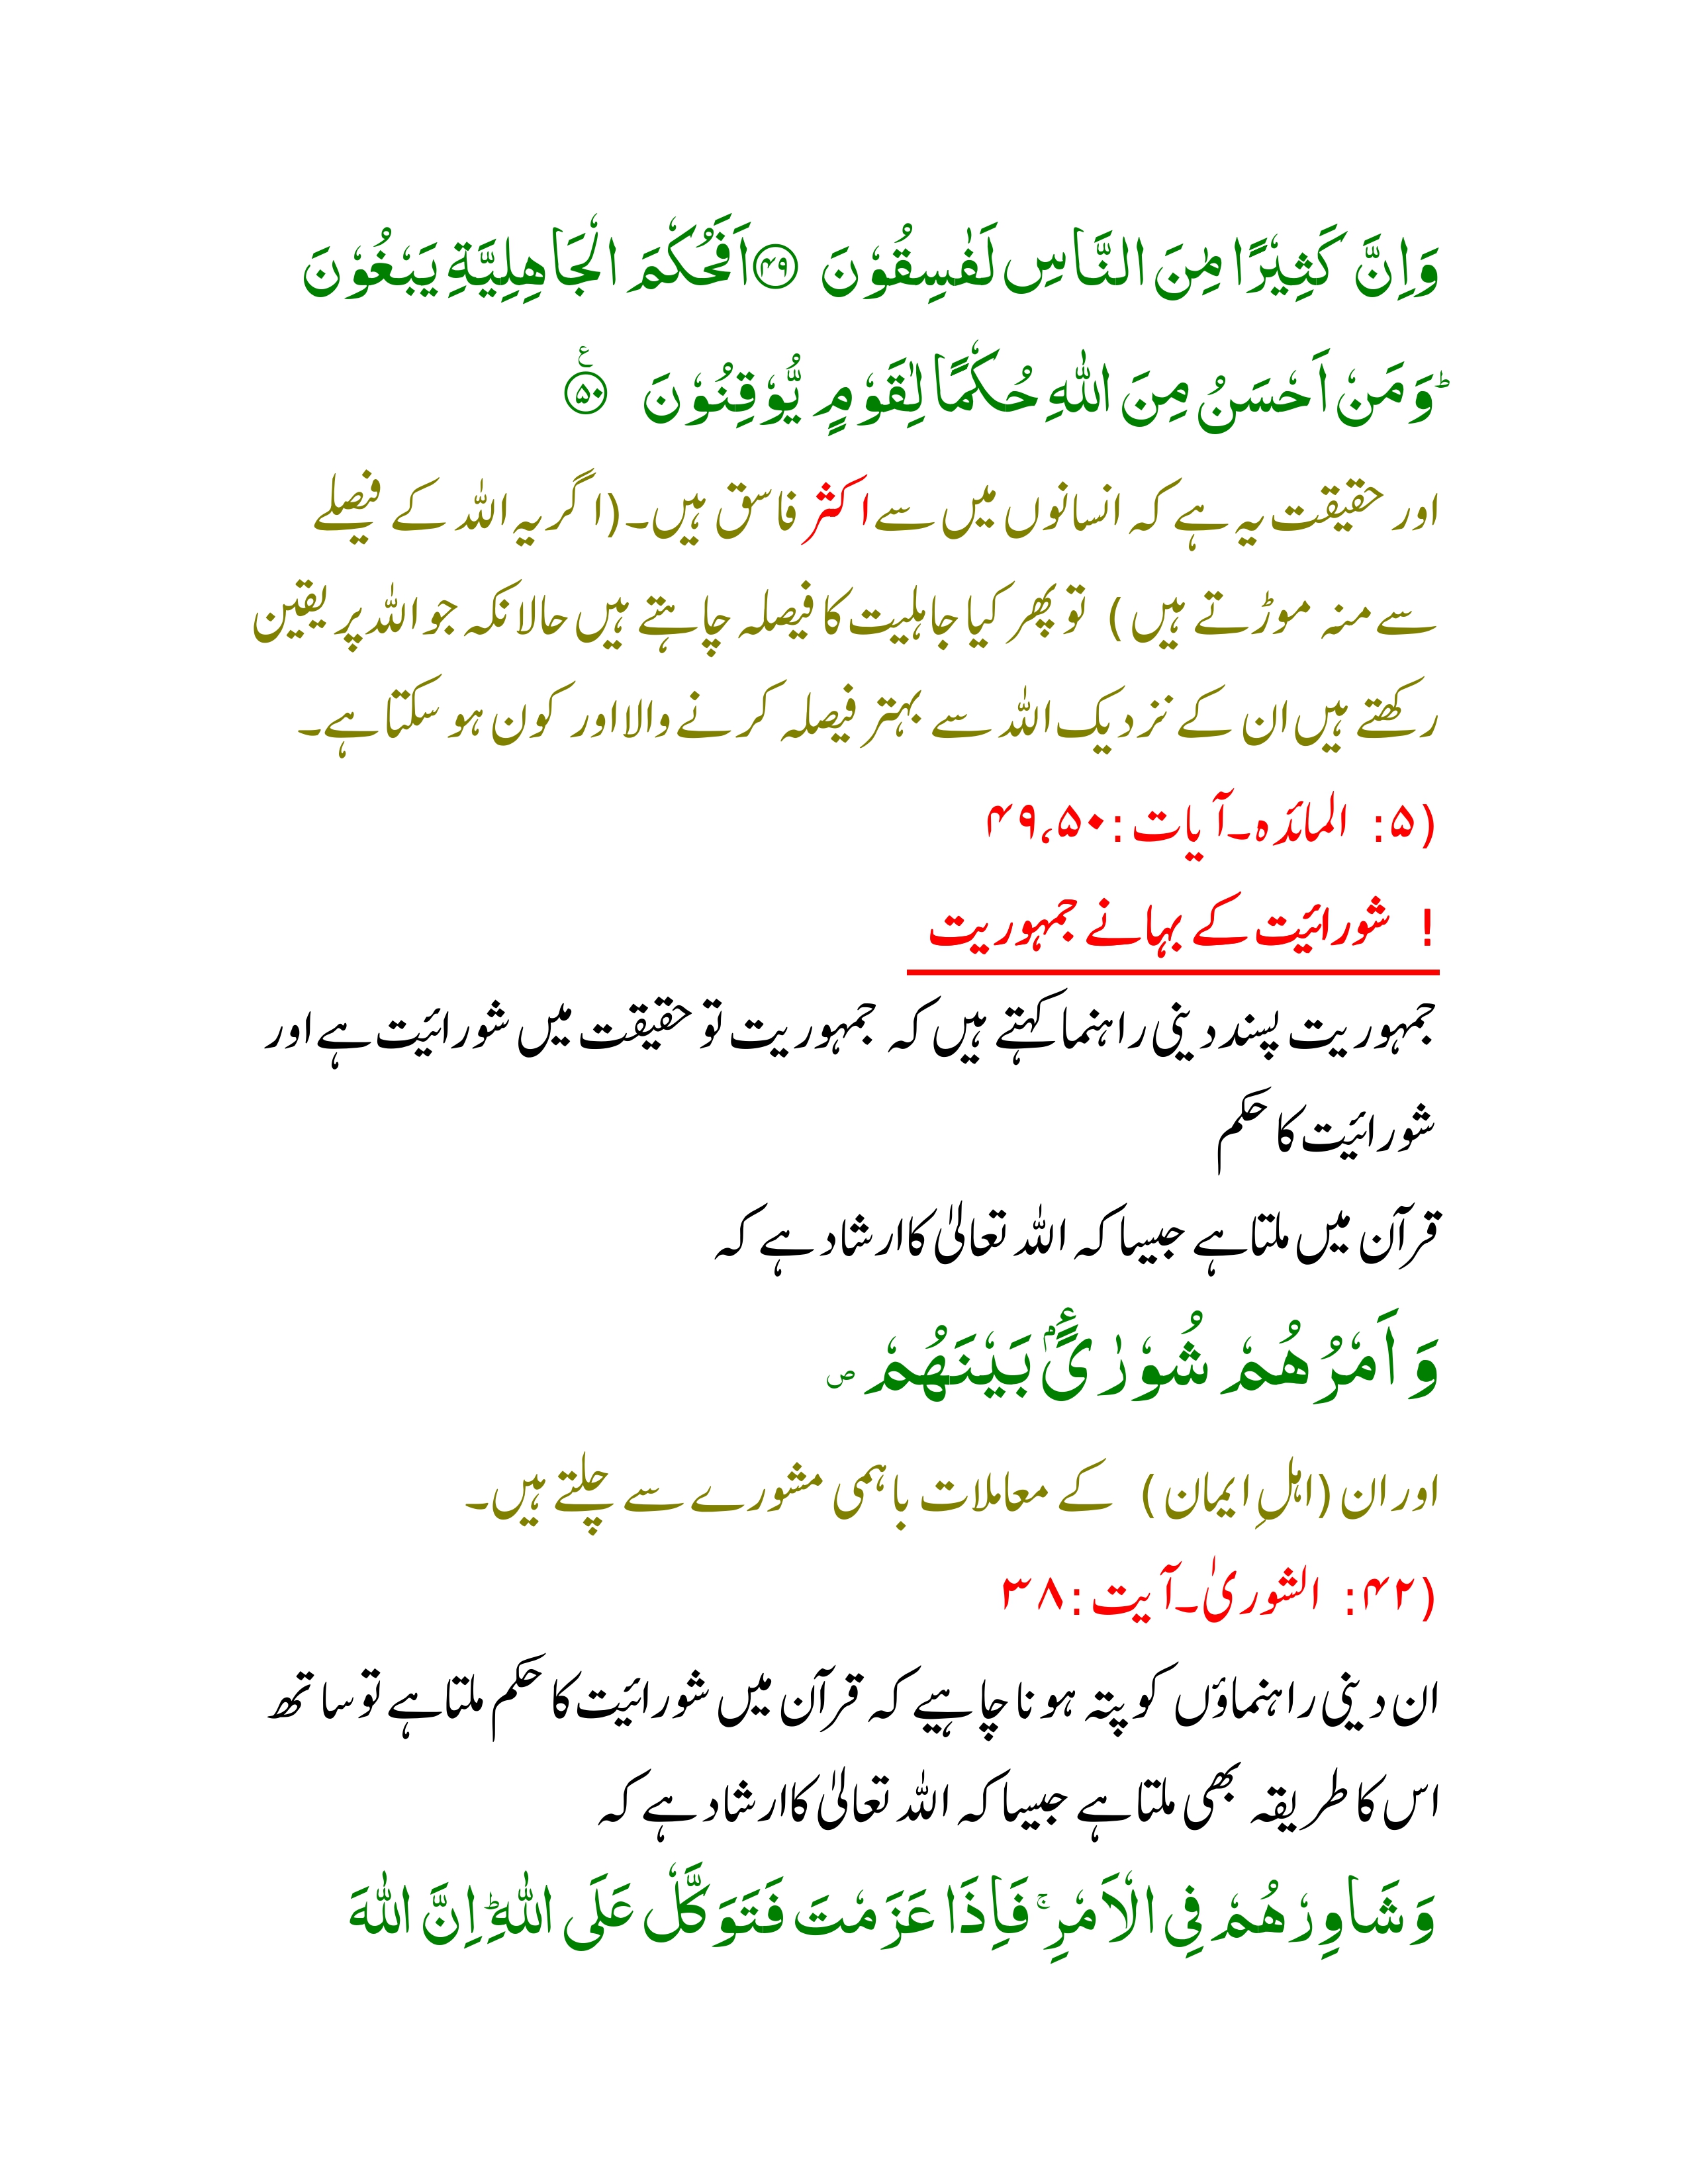 وَاِنَّ كَثِيْرًا مِّنَ النَّاسِ لَفٰسِقُوْنَ ﴿۴۹﴾ اَفَحُكْمَ الْجَاهِلِيَّةِ يَبْغُوْنَ
ؕ وَمَنْ اَحْسَنُ مِنَ اللّٰهِ حُكْمًا لِّقَوْمٍ يُّوْقِنُوْنَ ﴿۵۰﴾ ع
اور حقیقت یہ ہے کہ انسانوں میں سے اکثر فاسق ہیں۔(اگر یہ اللہ کے فیصلے
سے منہ موڑتے ہیں) تو پھر کیا جاہلیت کا فیصلہ چاہتے ہیں حالانکہ جو اللہ پر یقین
رکھتے ہیں ان کے نزدیک اللہ سے بہتر فیصلہ کرنے والا اور کون ہو سکتا ہے۔
(۵: المائدہ۔آیات:۴۹،۵۰
! شورائیت کے بہانے جمہوریت
جمہوریت پسند دینی راہنما کہتے ہیں کہ جمہوریت تو حقیقت میں شورائیت ہے اور
شورائیت کا حکم
قرآن میں ملتا ہے جیسا کہ اللہ تعالیٰ کا ارشاد ہے کہ
وَ اَمْرُهُمْ شُوْرٰىۢ بَيْنَهُمْ ۪
اور ان (اہلِ ایمان) کے معاملات باہمی مشورے سے چلتے ہیں۔
(۴۲: الشوریٰ۔آیت:۳۸
ان دینی راہنماؤں کو پتہ ہونا چاہیے کہ قرآن میں شورائیت کا حکم ملتا ہے تو ساتھ
اس کا طریقہ بھی ملتا ہے جیسا کہ اللہ تعالیٰ کا ارشاد ہے کہ
وَ شَاوِرْهُمْ فِي الْاَمْرِ ۚ فَاِذَا عَزَمْتَ فَتَوَكَّلْ عَلَى اللّٰهِ ؕ اِنَّ اللّٰهَ